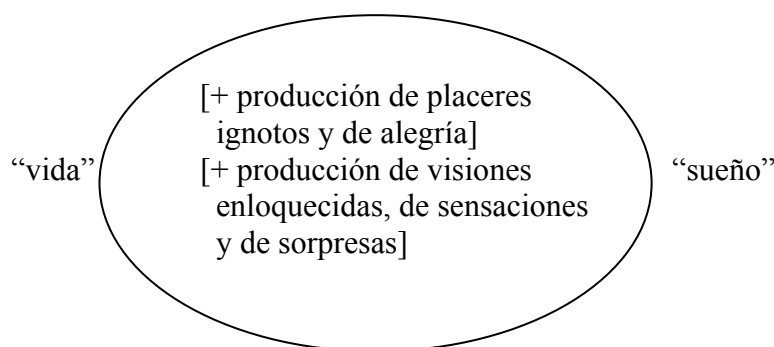 [+ producción de placeres
ignotos y de alegría]
“vida” [+ producción de visiones “sueño”
enloquecidas, de sensaciones
y de sorpresas]